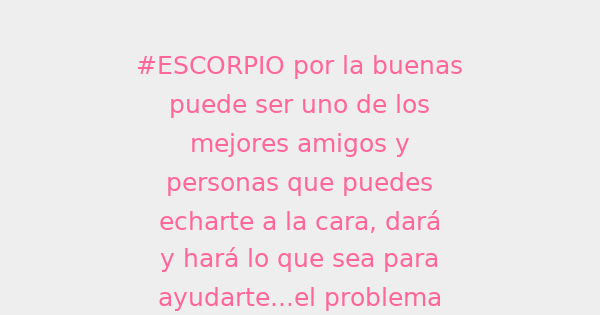 #ESCORPIO por la buenas
puede ser uno de los
mejores amigos y
personas que puedes
echarte a la cara, dará
y hará lo que sea para
ayudarte...el problema